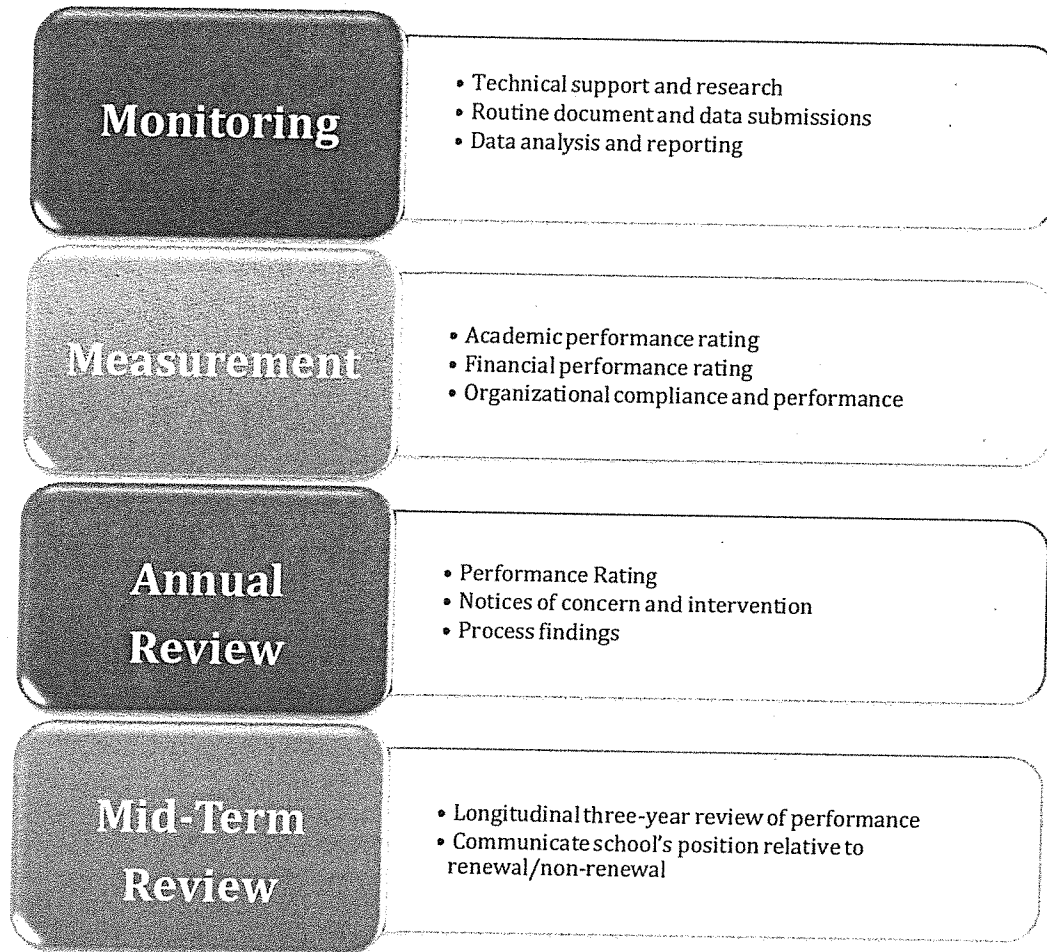 Monitoring
• Technical support and research
• Routine document and data submissions
• Data analysis and reporting
Measurement
• Academic performance rating
• Financial performance rating
• Organizational compliance and performance
Annual
Review
• Performance Rating
• Notices of concern and intervention
• Process findings
Mid-Term
Review
• Longitudinal three-year review of performance
• Communicate school's position relative to
renewal/non-renewal